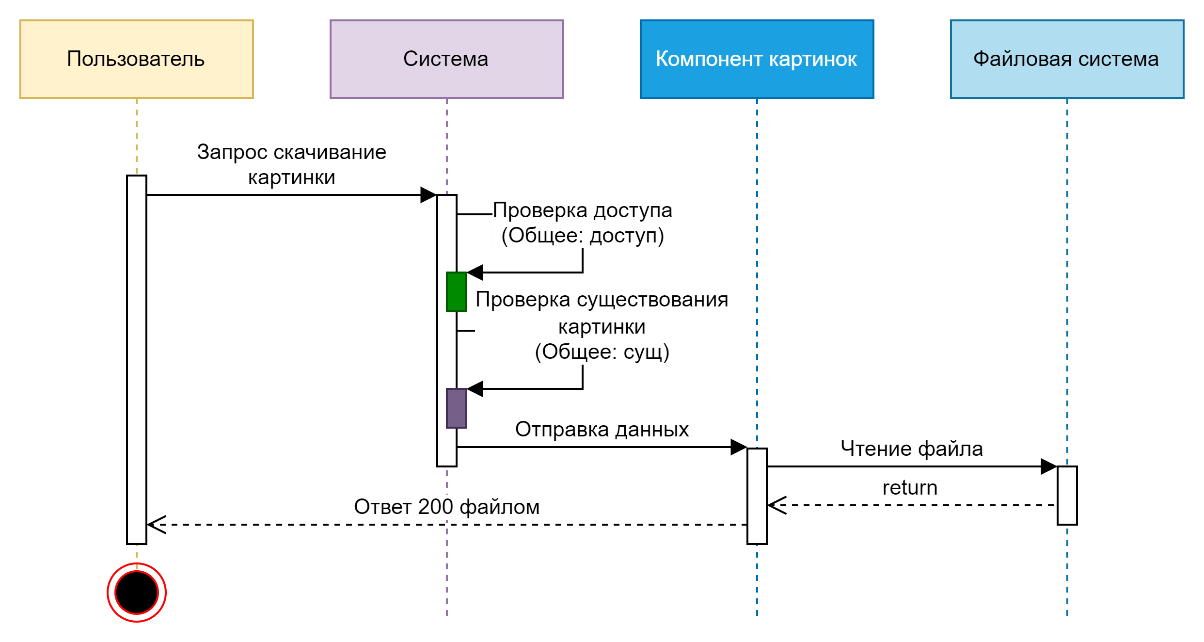 Пользователь
Система
Компонент картинок
Файловая система
Запрос скачивание
картинки
Проверка доступа
(Общее: доступ)
Проверка существования
картинки
(Общее: сущ)
Отправка данных
Чтение файла
return
Ответ 200 файлом